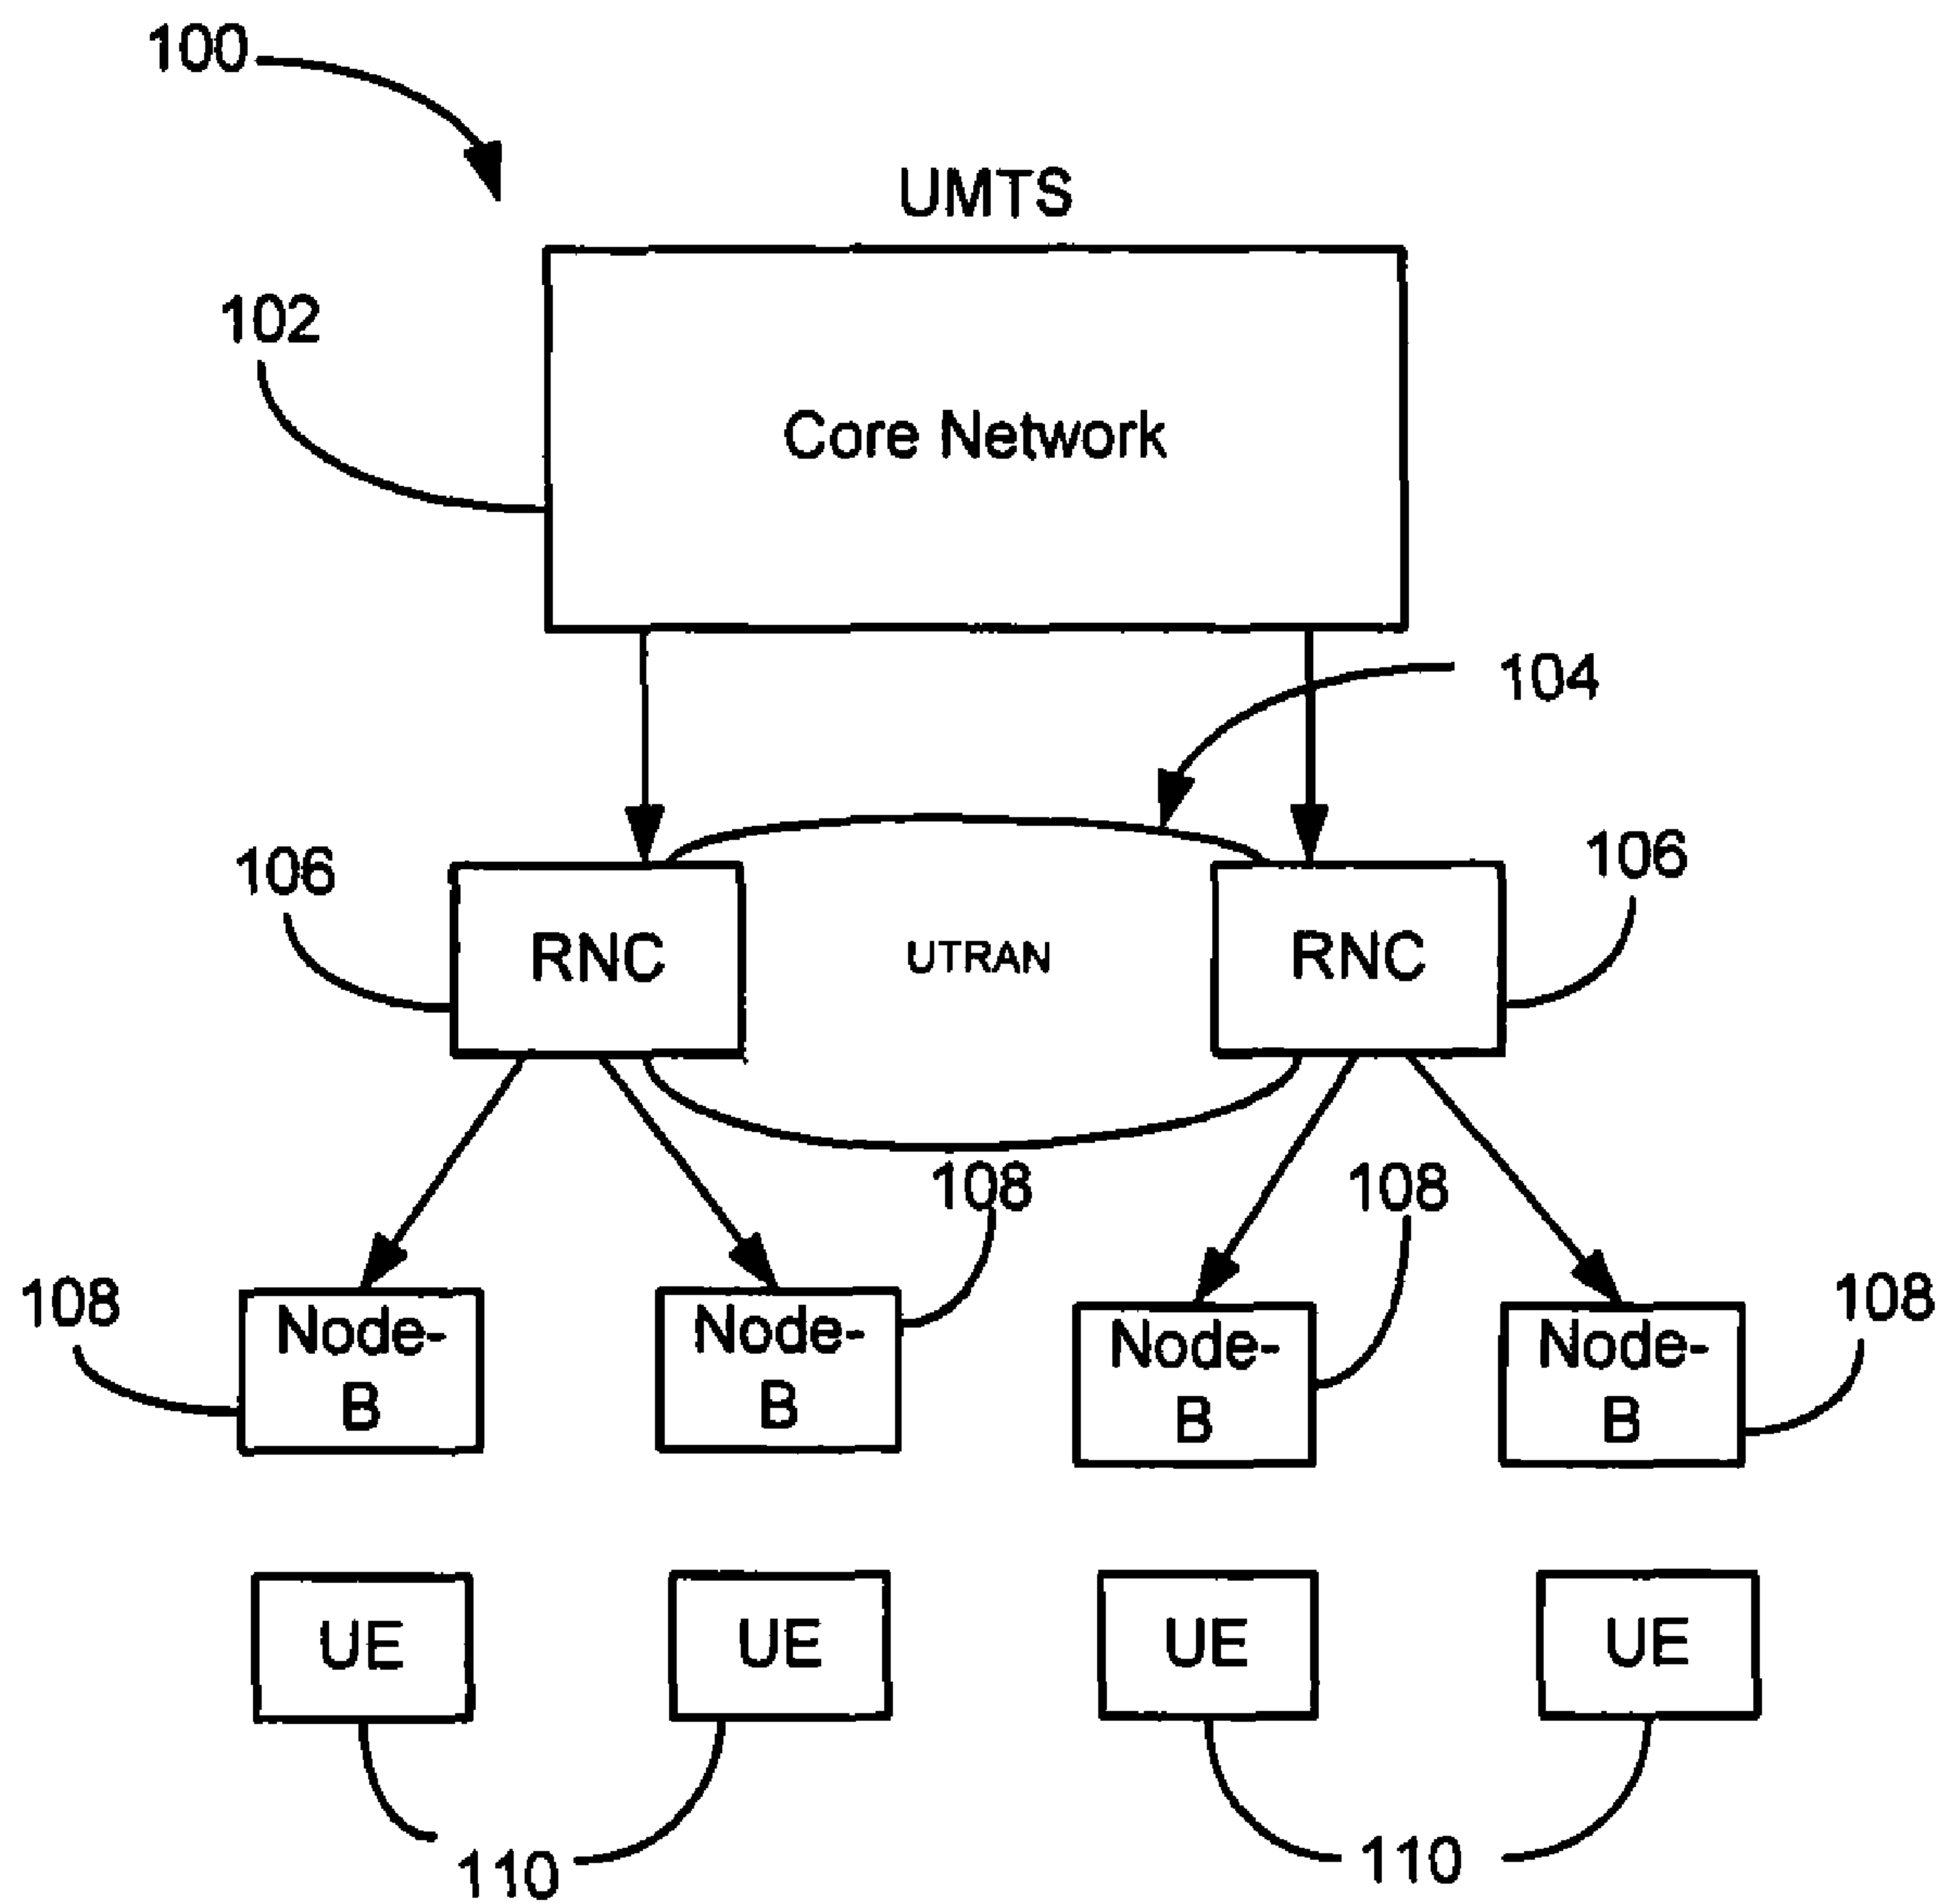 100
UMTS
102
Core Network
104
106
106
RNC
UTRAN
RNC
108
108
108
108
Node-
B
Node-
B
Node-
B
Node-
B
UE
UE
UE
UE
110
110